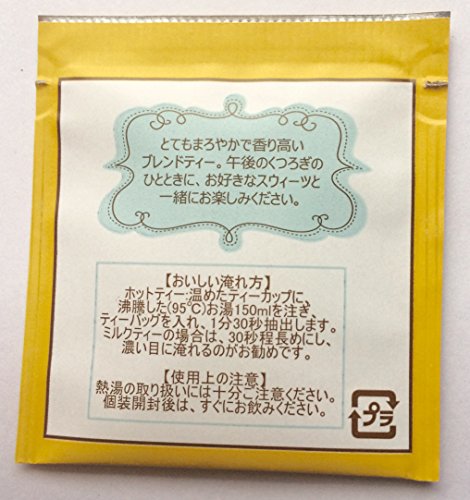 とてもまろやかで香り高い
ブレンドティー。午後のくつろぎの
ひとときに、お好きなスウィーツと
一緒にお楽しみください。
【おいしい淹れ方】
ホットティー:温めたティーカップに、
沸騰した(95℃)お湯150mlを注ぎ
ティーバッグを入れ、1分30秒抽出します。
ミルクティーの場合は、30秒程長めにし、
濃い目に淹れるのがお勧めです。
【使用上の注意】
熱湯の取り扱いには十分ご注意ください。
個装開封後は、すぐにお飲みください。
プラ